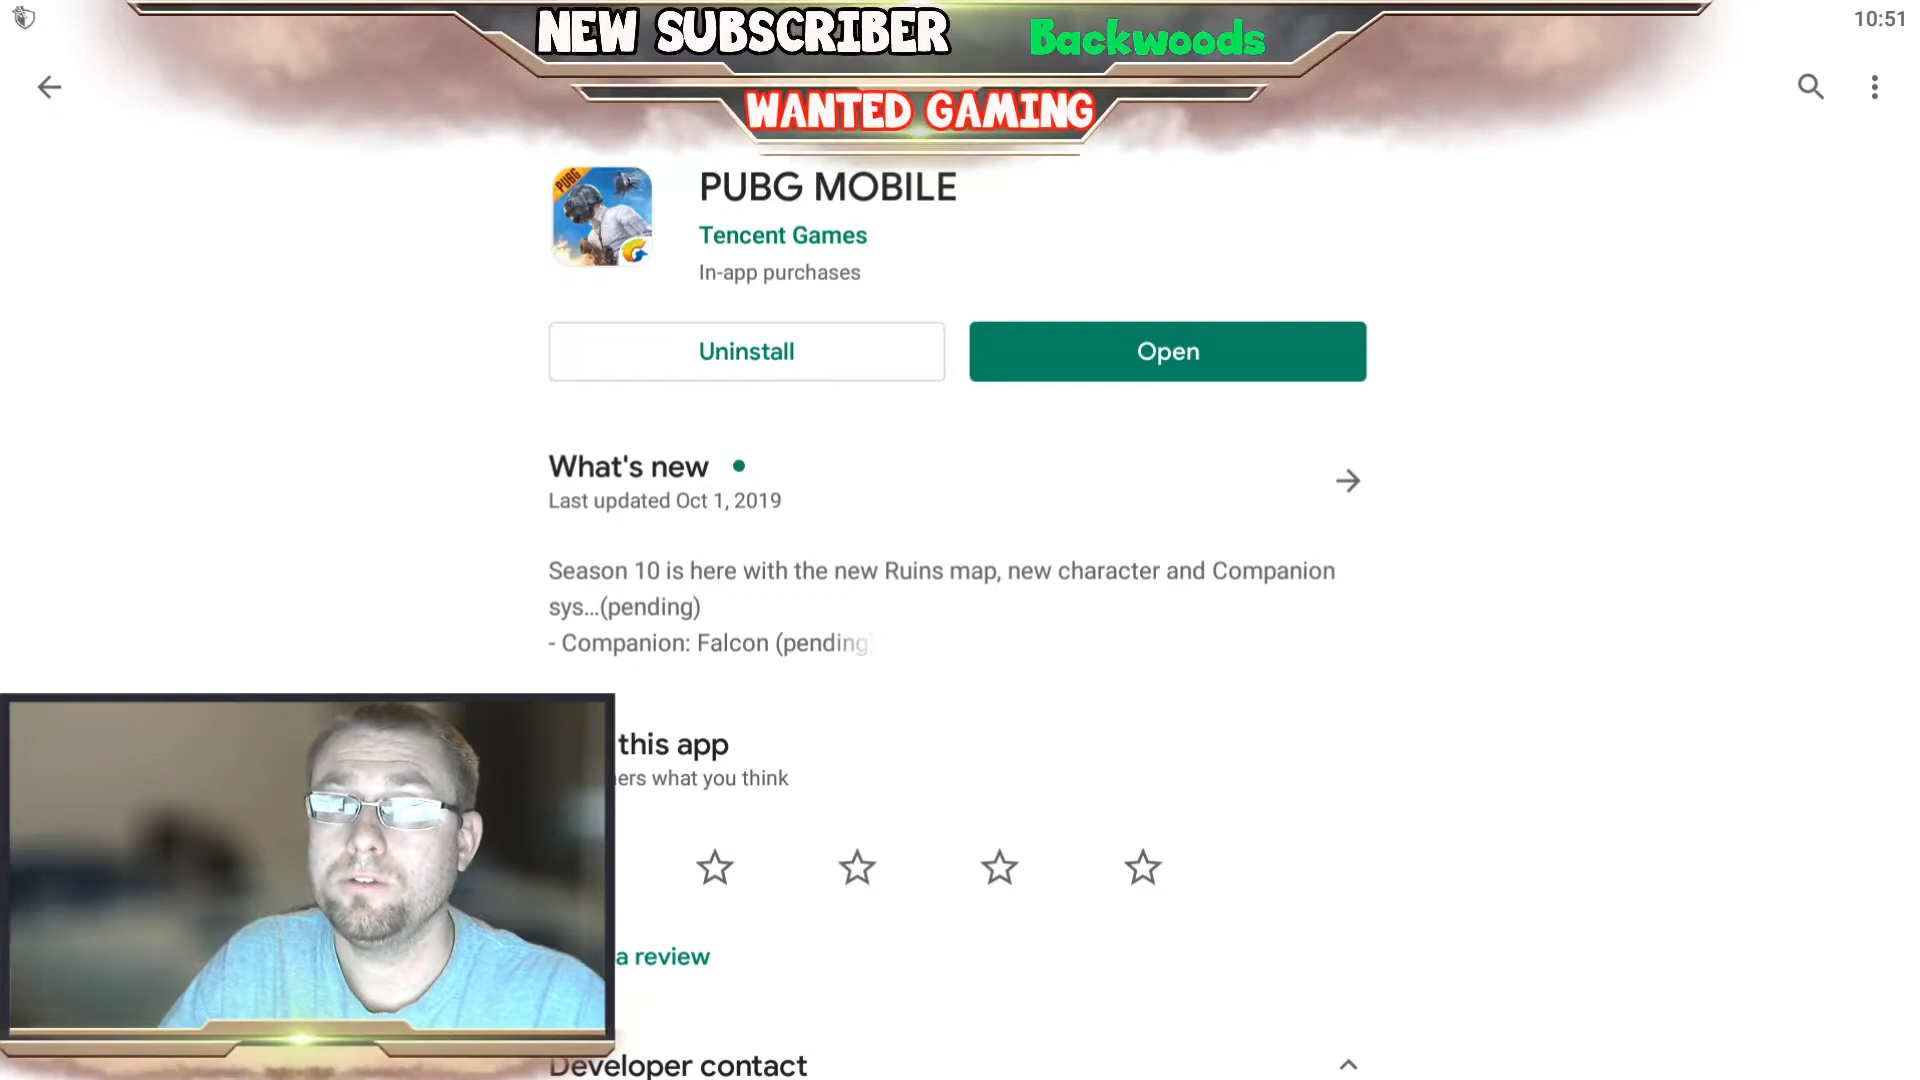 NEW SUBSCRIBER Backwoods
10:51
WANTED GAMING
PUBG
PUBG MOBILE
Tencent Games
In-app purchases
Uninstall
Open
What's new
Last updated Oct 1, 2019
Season 10 is here with the new Ruins map, new character and Companion
sys...(pending)
- Companion: Falcon (pending)
this app
ers what you think
a review
Developer contact